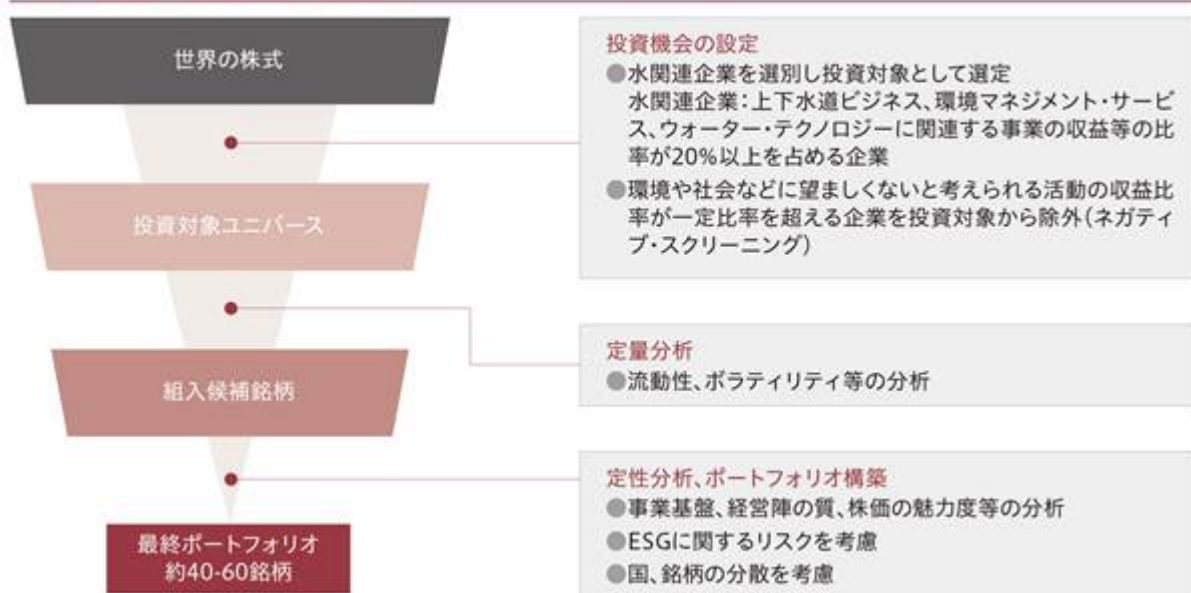 世界の株式
投資対象ユニバース
組入候補銘柄
最終ポートフォリオ
約40-60銘柄
投資機会の設定
●水関連企業を選別し投資対象として選定
水関連企業：上下水道ビジネス、環境マネジメント・サービ
ス、ウォーター・テクノロジーに関連する事業の収益等の比
率が20%以上を占める企業
●環境や社会などに望ましくないと考えられる活動の収益比
率が一定比率を超える企業を投資対象から除外(ネガティ
ブ・スクリーニング)
定量分析
●流動性、ボラティリティ等の分析
定性分析、ポートフォリオ構築
●事業基盤、経営陣の質、株価の魅力度等の分析
●ESGに関するリスクを考慮
●国、銘柄の分散を考慮